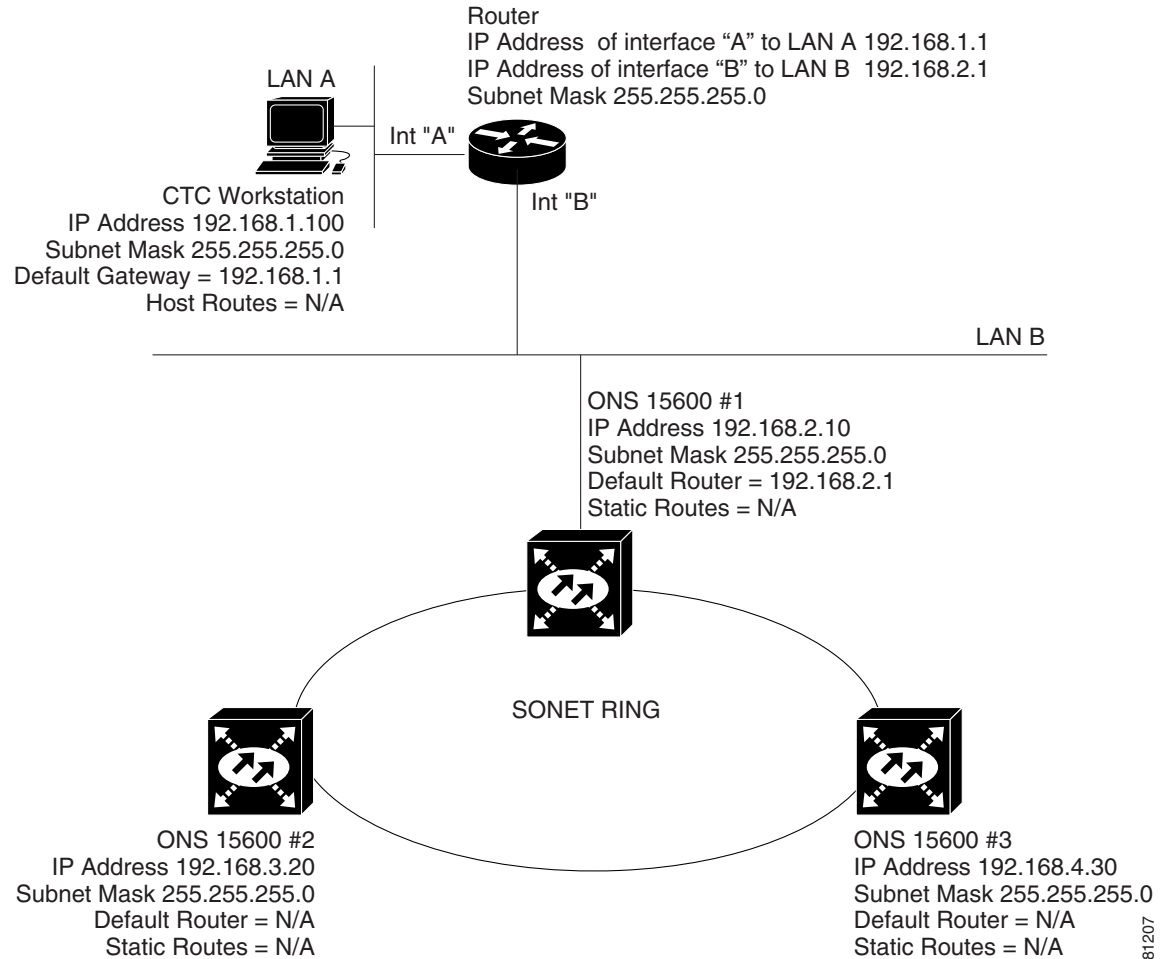 Router
IP Address of interface “A” to LAN A 192.168.1.1
IP Address of interface “B” to LAN B 192.168.2.1
Subnet Mask 255.255.255.0
LAN A
Int "A"
Int "B"
CTC Workstation
IP Address 192.168.1.100
Subnet Mask 255.255.255.0
Default Gateway = 192.168.1.1
Host Routes = N/A
LAN B
ONS 15600 #1
IP Address 192.168.2.10
Subnet Mask 255.255.255.0
Default Router = 192.168.2.1
Static Routes = N/A
SONET RING
ONS 15600 #2
IP Address 192.168.3.20
Subnet Mask 255.255.255.0
Default Router = N/A
Static Routes = N/A
ONS 15600 #3
IP Address 192.168.4.30
Subnet Mask 255.255.255.0
Default Router = N/A
Static Routes = N/A
81207